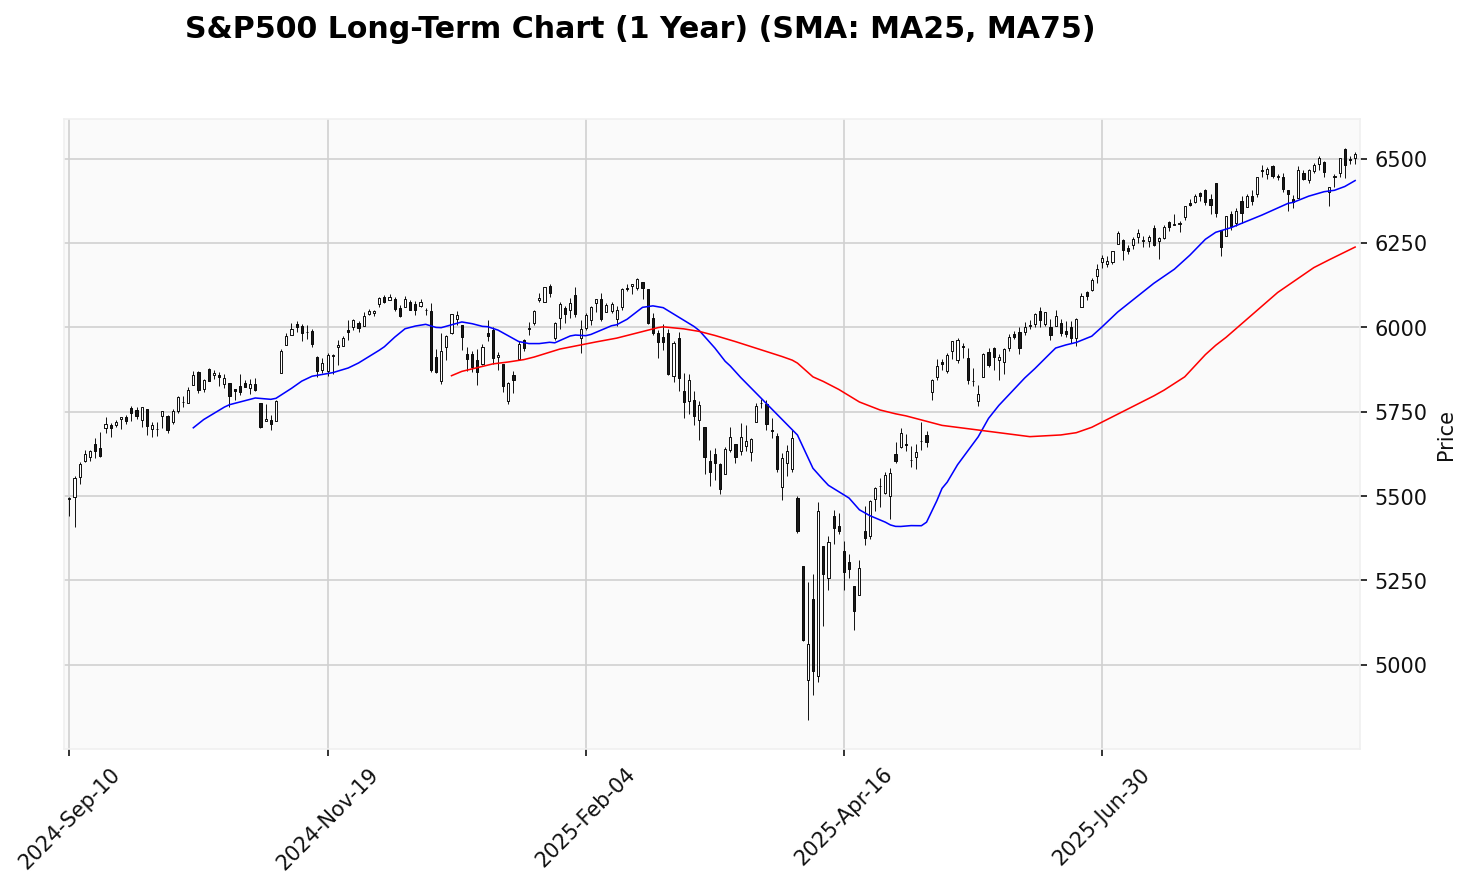 S&P500 Long-Term Chart (1 Year) (SMA: MA25, MA75)
6500
6250
6000
5750
5500
5250
5000
Price
2024-Sep-10
2024-Nov-19
2025-Feb-04
2025-Apr-16
2025-Jun-30